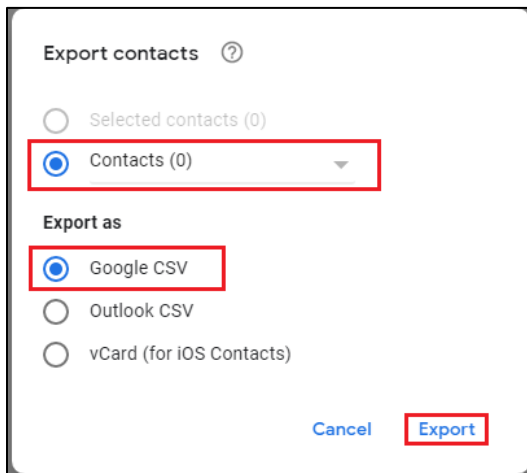 Export contacts
Selected contacts (0)
Contacts (0)
Export as
Google CSV
Outlook CSV
vCard (for iOS Contacts)
Cancel Export